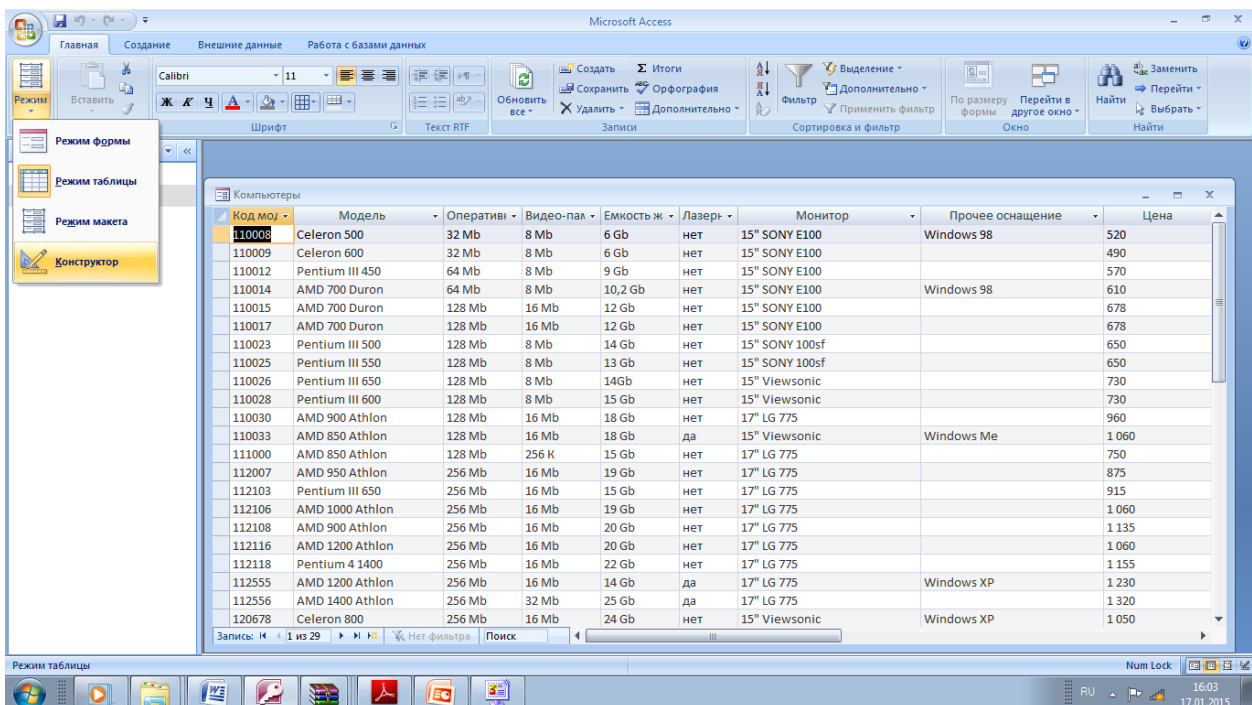 Microsoft Access
Главная Создание Внешние данные Работа с базами данных
Режим
Вставить
Calibri 11
Ж К Ч А
Шрифт
Текст RTF
Обновить все
Создать Σ Итоги
Сохранить Орфография
Удалить Дополнительно
Записи
Фильтр
Выделение
Дополнительно
Применить фильтр
Сортировка и фильтр
По размеру формы
Перейти в другое окно
Окно
Найти
Заменить
Перейти
Выбрать
Найти
Режим формы
Режим таблицы
Режим макета
Конструктор
Компьютеры
Код мод Модель Оператив Видео-пам Емкость ж Лазерн Монитор Прочее оснащение Цена
110008 Celeron 500 32 Mb 8 Mb 6 Gb нет 15" SONY E100 Windows 98 520
110009 Celeron 600 32 Mb 8 Mb 6 Gb нет 15" SONY E100 490
110012 Pentium III 450 64 Mb 8 Mb 9 Gb нет 15" SONY E100 570
110014 AMD 700 Duron 64 Mb 8 Mb 10,2 Gb нет 15" SONY E100 Windows 98 610
110015 AMD 700 Duron 128 Mb 16 Mb 12 Gb нет 15" SONY E100 678
110017 AMD 700 Duron 128 Mb 16 Mb 12 Gb нет 15" SONY E100 678
110023 Pentium III 500 128 Mb 8 Mb 14 Gb нет 15" SONY 100sf 650
110025 Pentium III 550 128 Mb 8 Mb 13 Gb нет 15" SONY 100sf 650
110026 Pentium III 650 128 Mb 8 Mb 14Gb нет 15" Viewsonic 730
110028 Pentium III 600 128 Mb 8 Mb 15 Gb нет 15" Viewsonic 730
110030 AMD 900 Athlon 128 Mb 16 Mb 18 Gb нет 17" LG 775 960
110033 AMD 850 Athlon 128 Mb 16 Mb 18 Gb да 15" Viewsonic Windows Me 1 060
111000 AMD 850 Athlon 128 Mb 256 К 15 Gb нет 17" LG 775 750
112007 AMD 950 Athlon 256 Mb 16 Mb 19 Gb нет 17" LG 775 875
112103 Pentium III 650 256 Mb 16 Mb 15 Gb нет 17" LG 775 915
112106 AMD 1000 Athlon 256 Mb 16 Mb 19 Gb нет 17" LG 775 1 060
112108 AMD 900 Athlon 256 Mb 16 Mb 20 Gb нет 17" LG 775 1 135
112116 AMD 1200 Athlon 256 Mb 16 Mb 20 Gb нет 17" LG 775 1 060
112118 Pentium 4 1400 256 Mb 16 Mb 22 Gb нет 17" LG 775 1 155
112555 AMD 1200 Athlon 256 Mb 16 Mb 14 Gb да 17" LG 775 Windows XP 1 230
112556 AMD 1400 Athlon 256 Mb 32 Mb 25 Gb да 17" LG 775 1 320
120678 Celeron 800 256 Mb 16 Mb 24 Gb нет 15" Viewsonic Windows XP 1 050
Запись: 1 из 29 Нет фильтра Поиск
Режим таблицы Num Lock
RU 16:03
17.01.2015